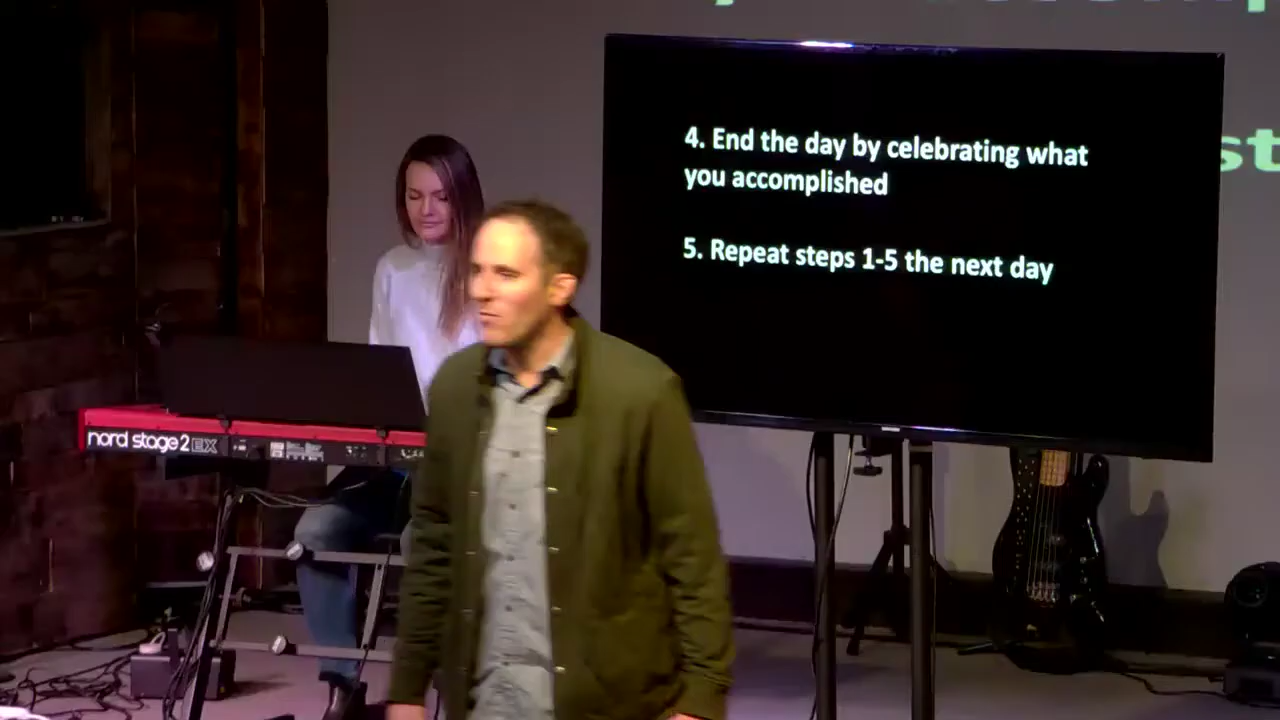 4. End the day by celebrating what
you accomplished
5. Repeat steps 1-5 the next day
st
nord stage 2 EX